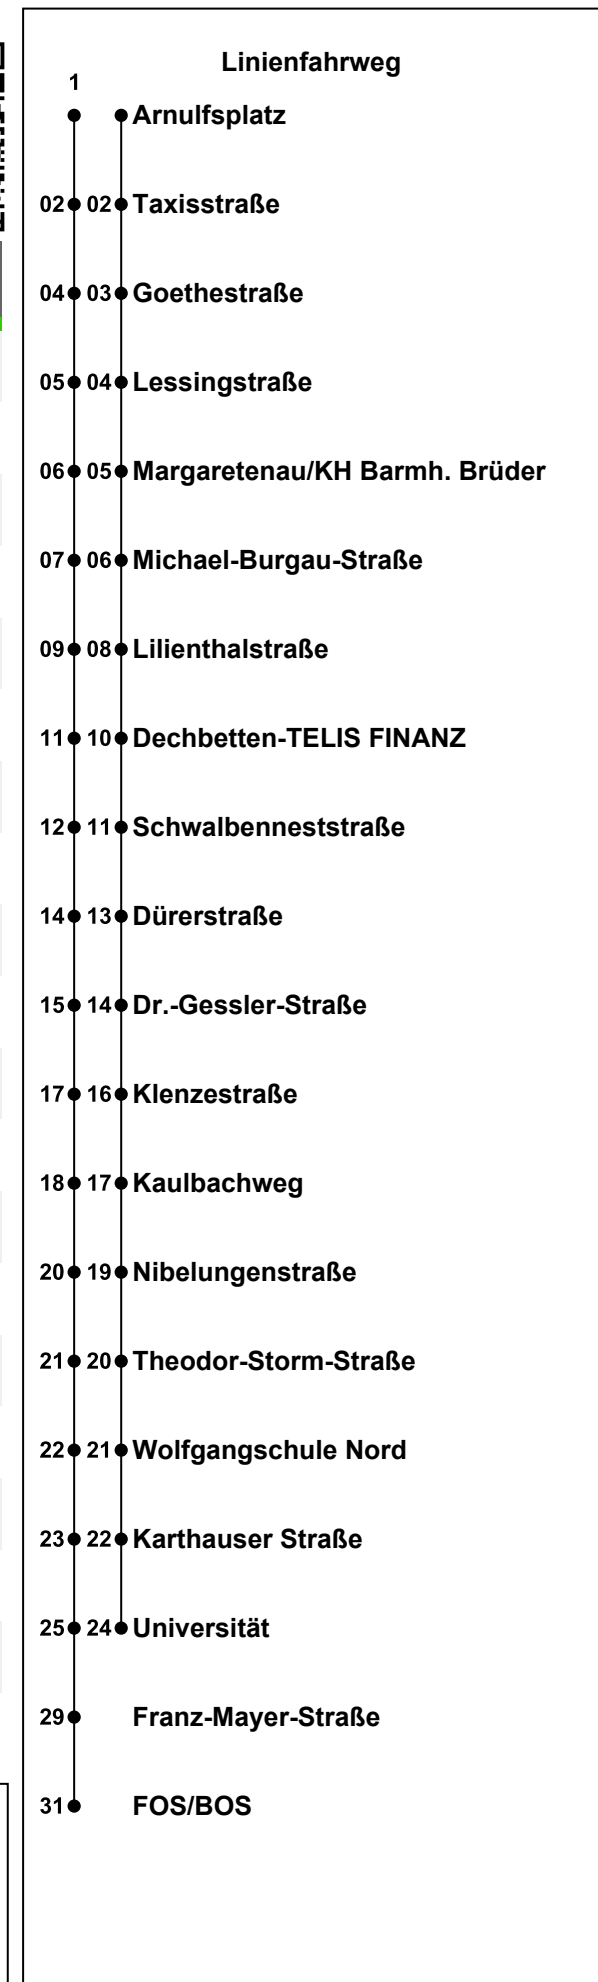 Linienfahrweg
1
Arnulfsplatz
02 02 Taxisstraße
04 03 Goethestraße
05 04 Lessingstraße
06 05 Margaretenau/KH Barmh. Brüder
07 06 Michael-Burgau-Straße
09 08 Lilienthalstraße
11 10 Dechbetten-TELIS FINANZ
12 11 Schwalbenneststraße
14 13 Dürerstraße
15 14 Dr.-Gessler-Straße
17 16 Klenzestraße
18 17 Kaulbachweg
20 19 Nibelungenstraße
21 20 Theodor-Storm-Straße
22 21 Wolfgangschule Nord
23 22 Karthauser Straße
25 24 Universität
29 Franz-Mayer-Straße
31 FOS/BOS